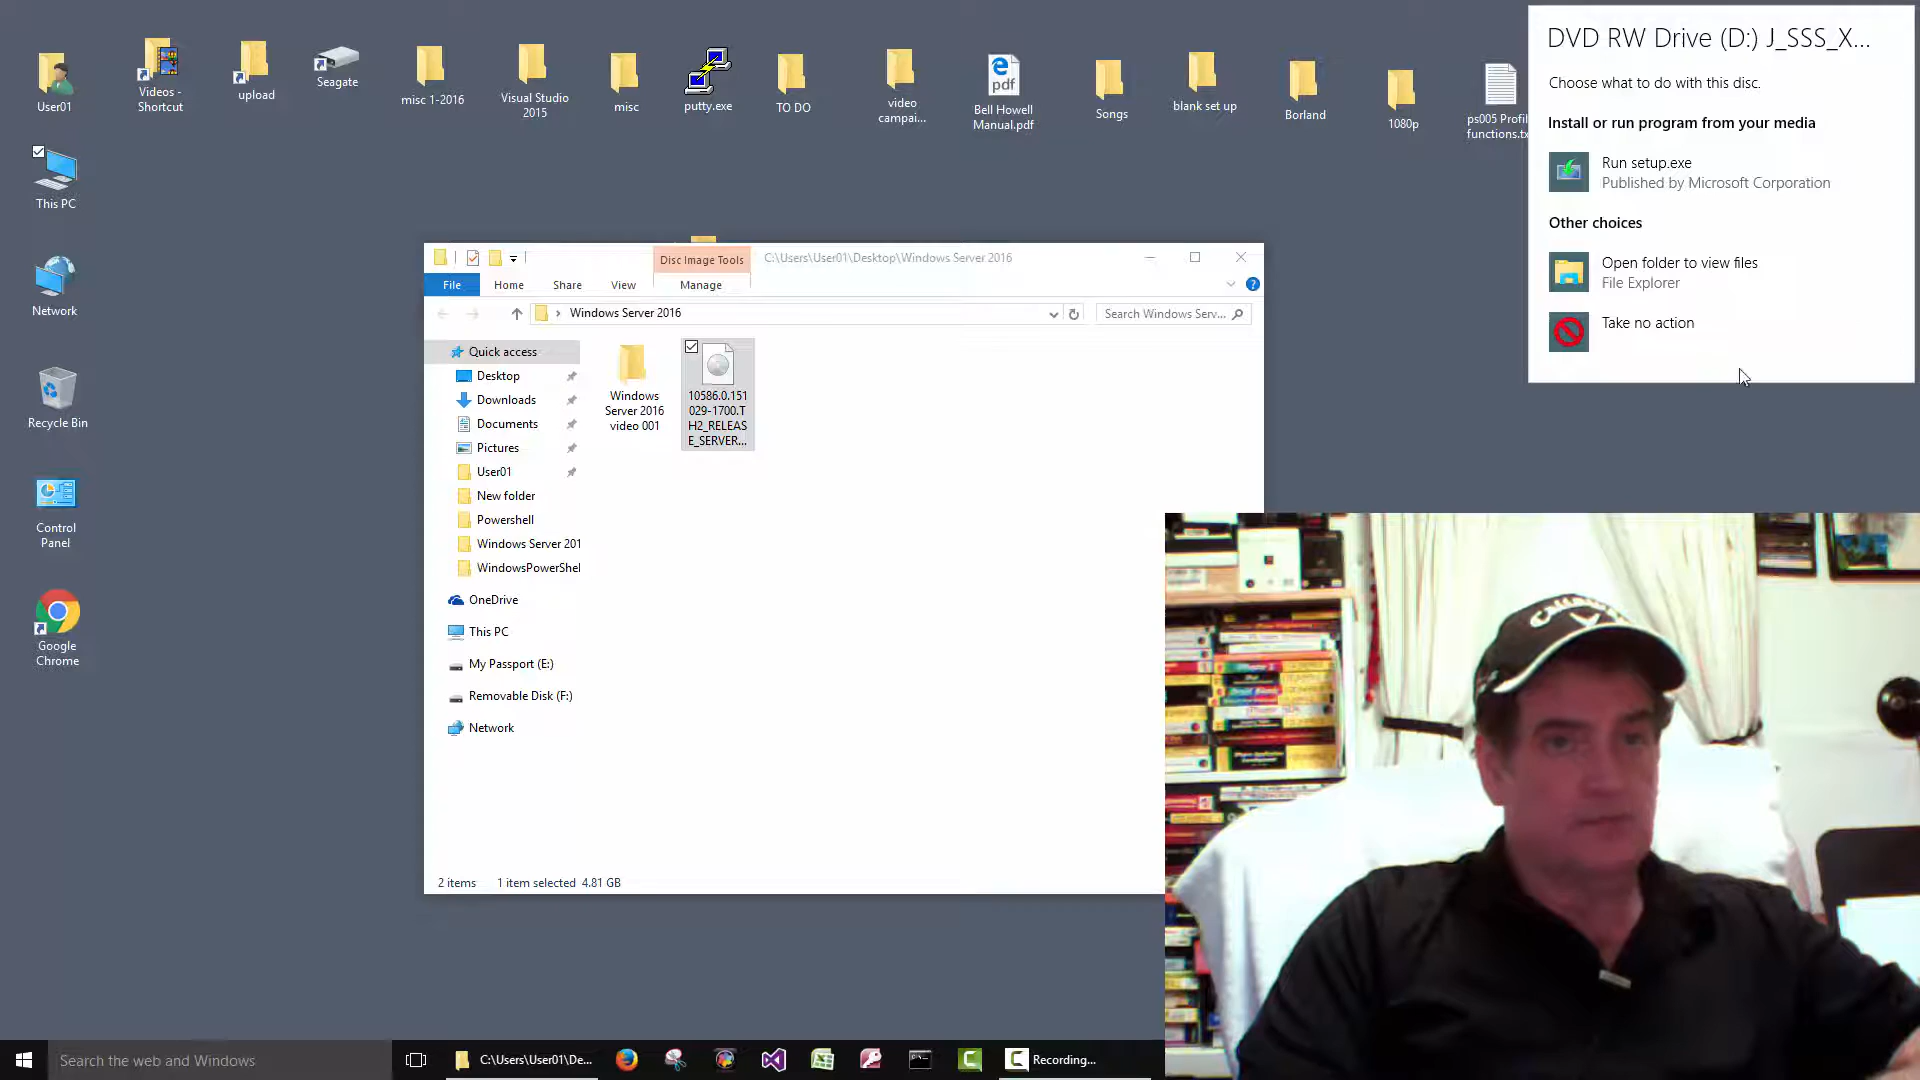 User01
Videos -
Shortcut
upload
Seagate
misc 1-2016
Visual Studio
2015
misc
putty.exe
TO DO
video
campai...
pdf
Bell Howell
Manual.pdf
Songs
blank set up
Borland
1080p
ps005 Profil
functions.tx
This PC
Network
Recycle Bin
Control
Panel
Google
Chrome
DVD RW Drive (D:) J_SSS_X...
Choose what to do with this disc.
Install or run program from your media
Run setup.exe
Published by Microsoft Corporation
Other choices
Open folder to view files
File Explorer
Take no action
Disc Image Tools
C:\Users\User01\Desktop\Windows Server 2016
File
Home
Share
View
Manage
Windows Server 2016
Search Windows Serv...
Quick access
Desktop
Downloads
Documents
Pictures
User01
New folder
Powershell
Windows Server 201
WindowsPowerShel
OneDrive
This PC
My Passport (E:)
Removable Disk (F:)
Network
Windows
Server 2016
video 001
10586.0.151
029-1700.T
H2_RELEAS
E_SERVER...
2 items
1 item selected 4.81 GB
Search the web and Windows
C:\Users\User01\De...
Recording...